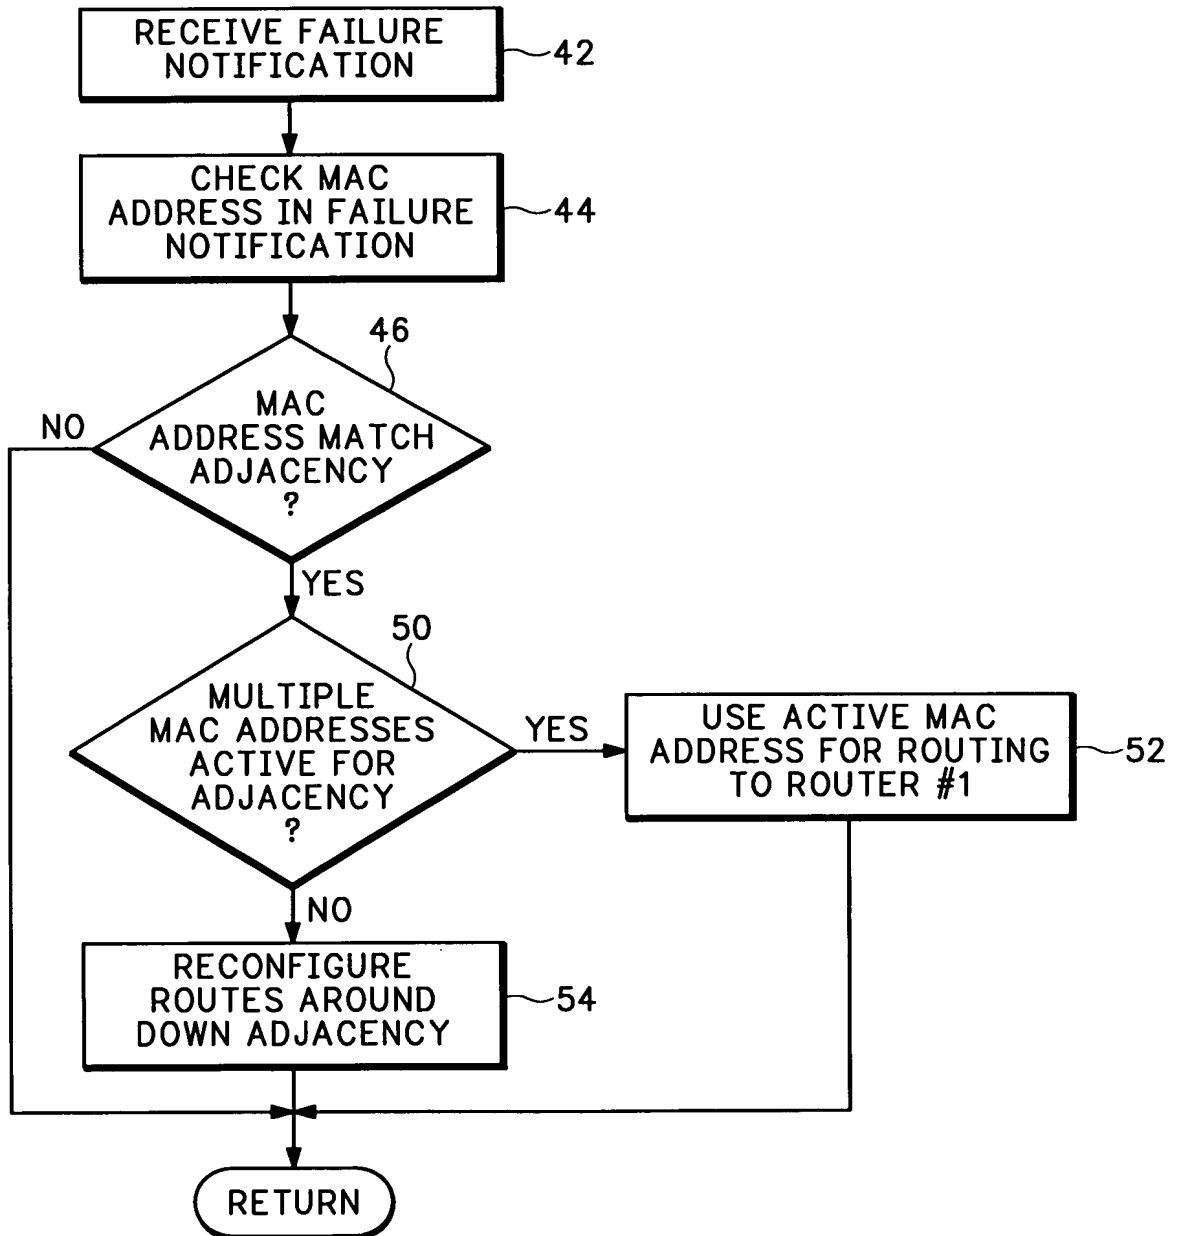 RECEIVE FAILURE
NOTIFICATION
42
CHECK MAC
ADDRESS IN FAILURE
NOTIFICATION
44
46
MAC
ADDRESS MATCH
ADJACENCY
?
NO
YES
50
MULTIPLE
MAC ADDRESSES
ACTIVE FOR
ADJACENCY
?
YES
USE ACTIVE MAC
ADDRESS FOR ROUTING
TO ROUTER #1
52
NO
RECONFIGURE
ROUTES AROUND
DOWN ADJACENCY
54
RETURN